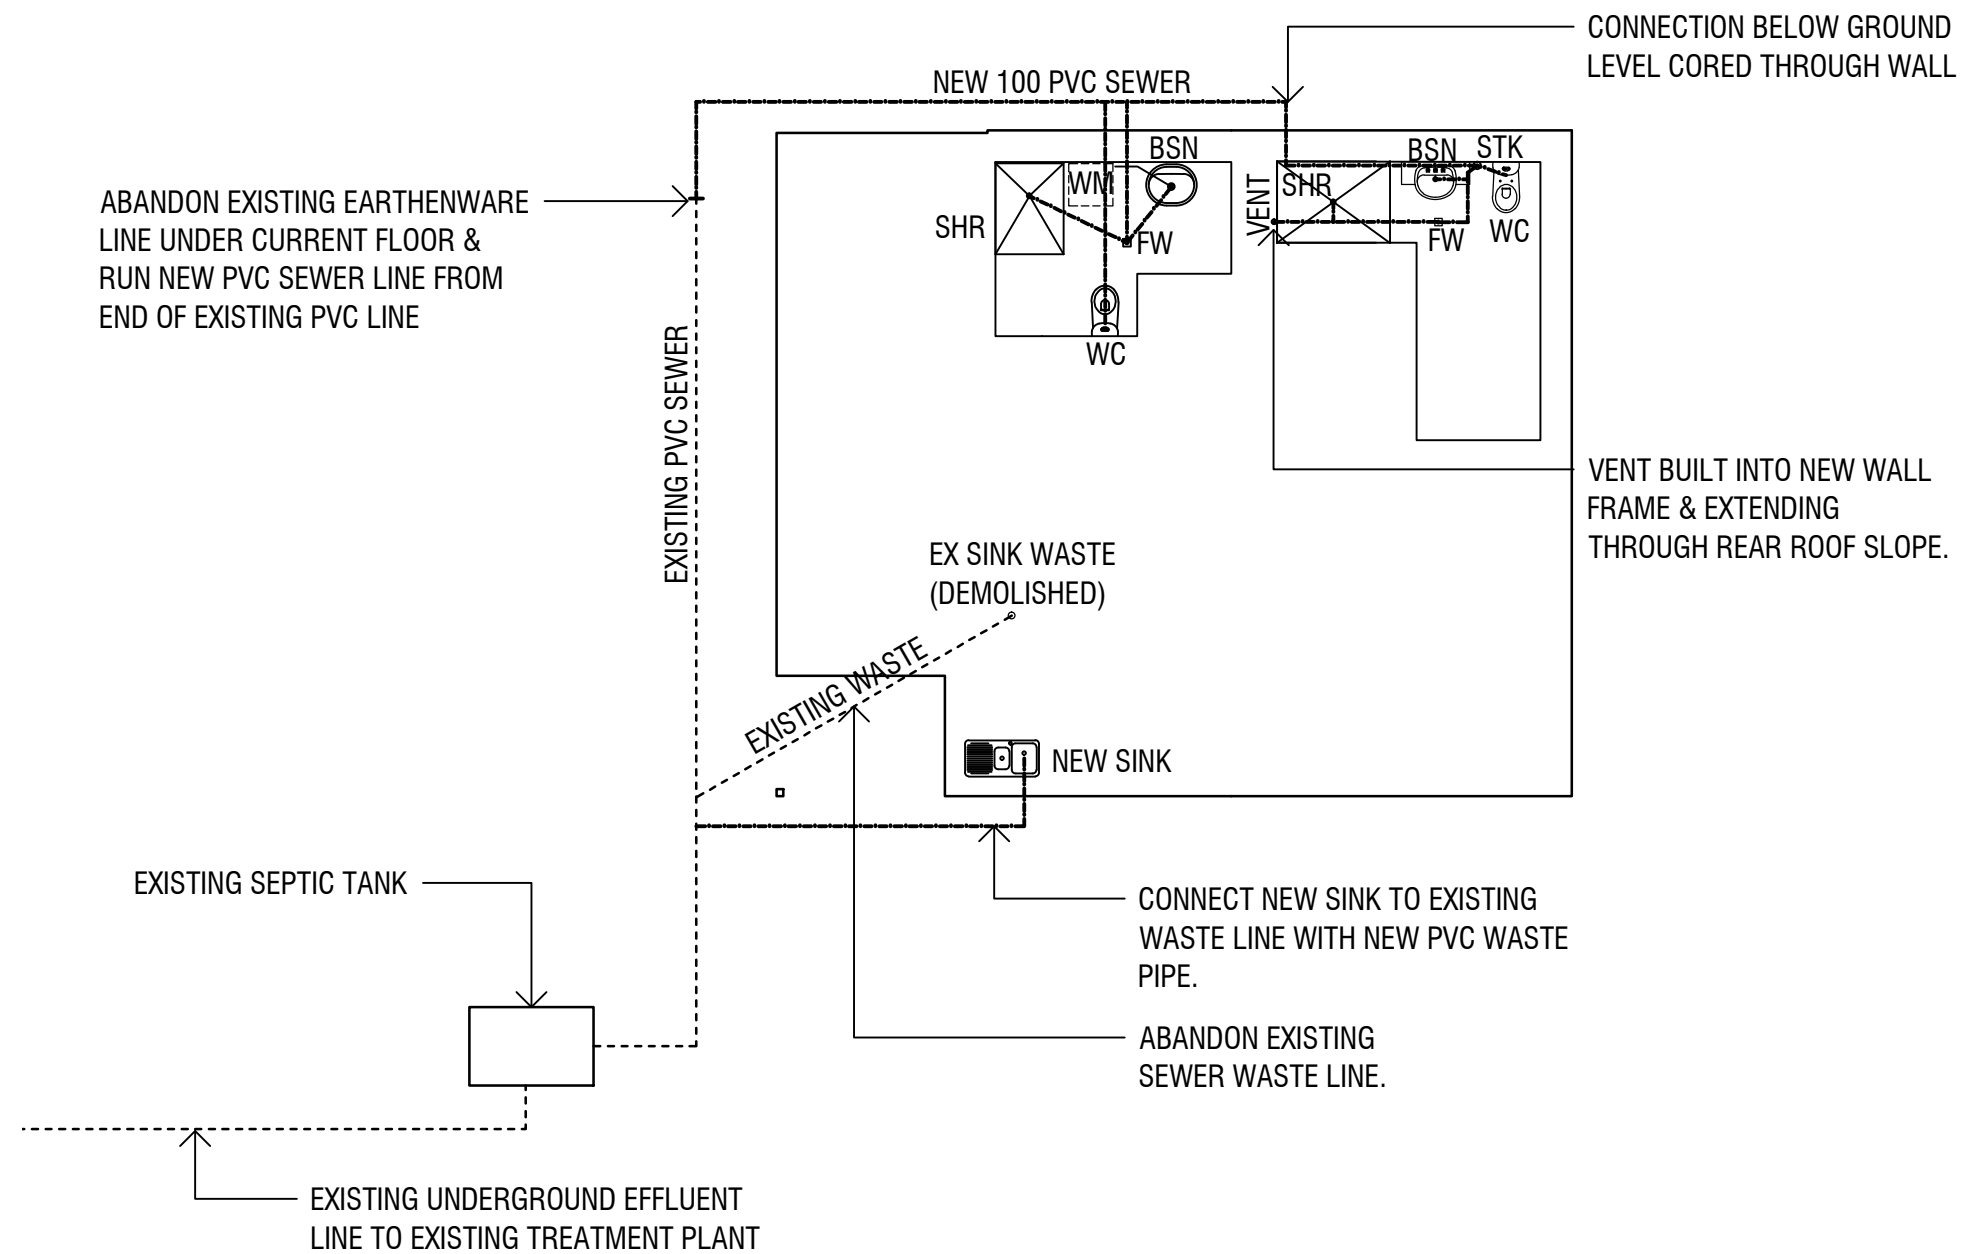 CONNECTION BELOW GROUND
LEVEL CORED THROUGH WALL
NEW 100 PVC SEWER
BSN
BSN
STK
WM
SHR
VENT
ABANDON EXISTING EARTHENWARE
LINE UNDER CURRENT FLOOR &
RUN NEW PVC SEWER LINE FROM
END OF EXISTING PVC LINE
SHR
FW
FW
WC
WC
EXISTING PVC SEWER
VENT BUILT INTO NEW WALL
FRAME & EXTENDING
THROUGH REAR ROOF SLOPE.
EX SINK WASTE
(DEMOLISHED)
EXISTING WASTE
NEW SINK
EXISTING SEPTIC TANK
CONNECT NEW SINK TO EXISTING
WASTE LINE WITH NEW PVC WASTE
PIPE.
ABANDON EXISTING
SEWER WASTE LINE.
EXISTING UNDERGROUND EFFLUENT
LINE TO EXISTING TREATMENT PLANT